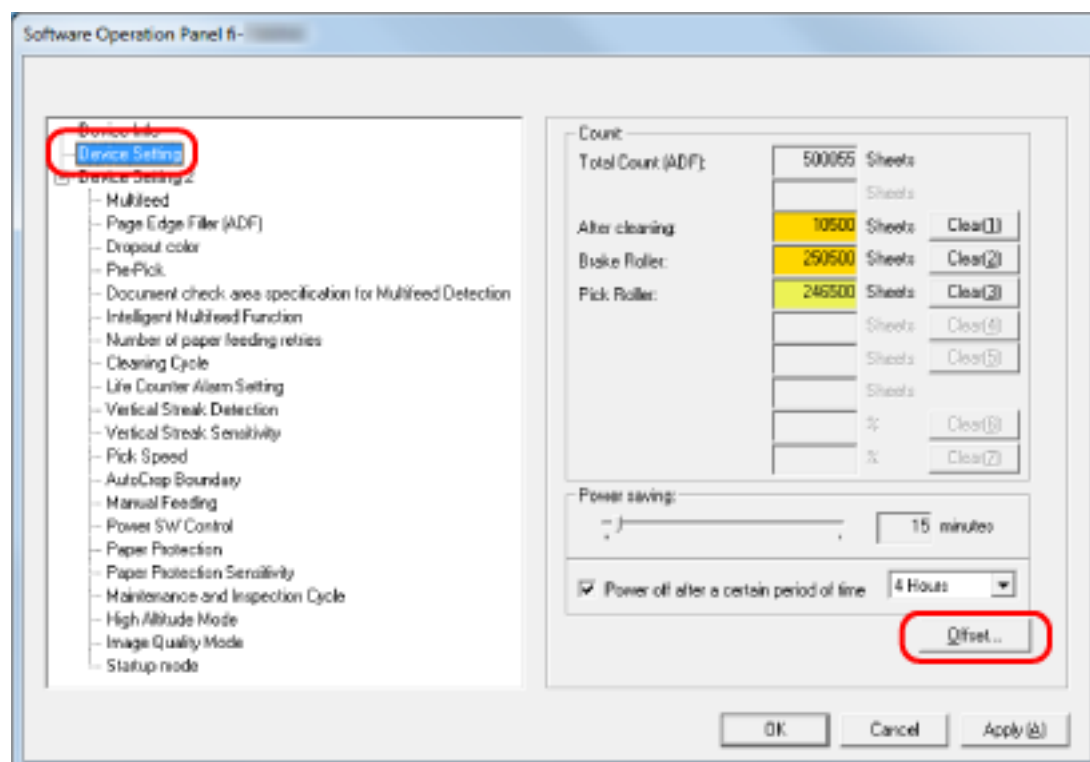 Software Operation Panel fi-
Device Info
Device Setting
Device Setting 2
Multifeed
Page Edge Filler (ADF)
Dropout color
Pre-Pick
Document check area specification for Multifeed Detection
Intelligent Multifeed Function
Number of paper feeding retries
Cleaning Cycle
Life Counter Alarm Setting
Vertical Streak Detection
Vertical Streak Sensitivity
Pick Speed
AutoCrop Boundary
Manual Feeding
Power SW Control
Paper Protection
Paper Protection Sensitivity
Maintenance and Inspection Cycle
High Altitude Mode
Image Quality Mode
Startup mode
Count:
Total Count (ADF): 500055 Sheets
Sheets
After cleaning: 10500 Sheets Clear(1)
Brake Roller: 250500 Sheets Clear(2)
Pick Roller: 246500 Sheets Clear(3)
Sheets Clear(4)
Sheets Clear(5)
Sheets
% Clear(6)
% Clear(7)
Power saving:
15 minutes
Power off after a certain period of time 4 Hours
Offset...
OK Cancel Apply (A)